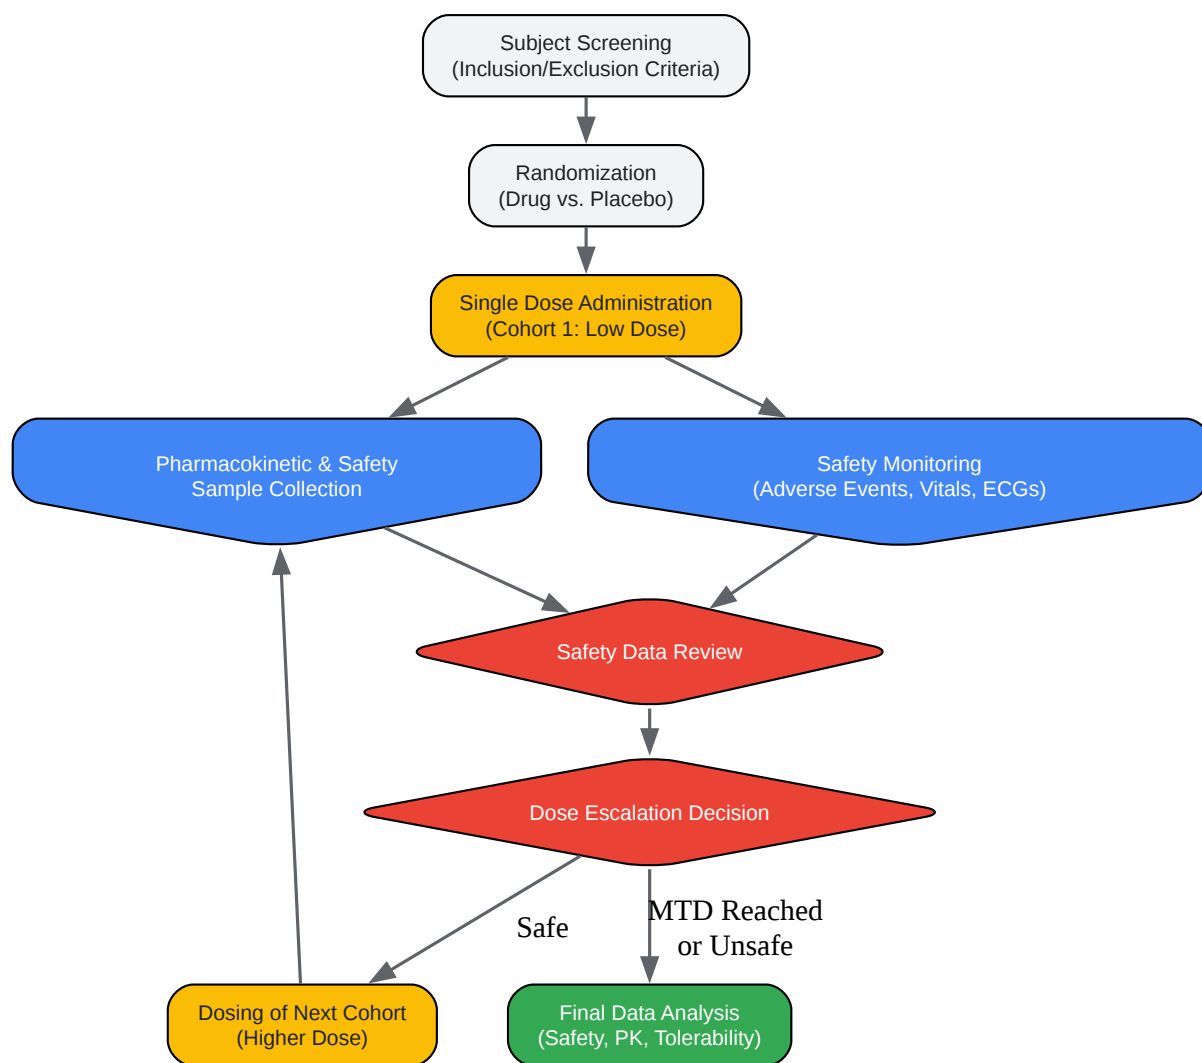 Subject Screening
(Inclusion/Exclusion Criteria)
Randomization
(Drug vs. Placebo)
Single Dose Administration
(Cohort 1: Low Dose)
Pharmacokinetic & Safety
Sample Collection
Safety Monitoring
(Adverse Events, Vitals, ECGs)
Safety Data Review
Dose Escalation Decision
Safe
MTD Reached
or Unsafe
Dosing of Next Cohort
(Higher Dose)
Final Data Analysis
(Safety, PK, Tolerability)